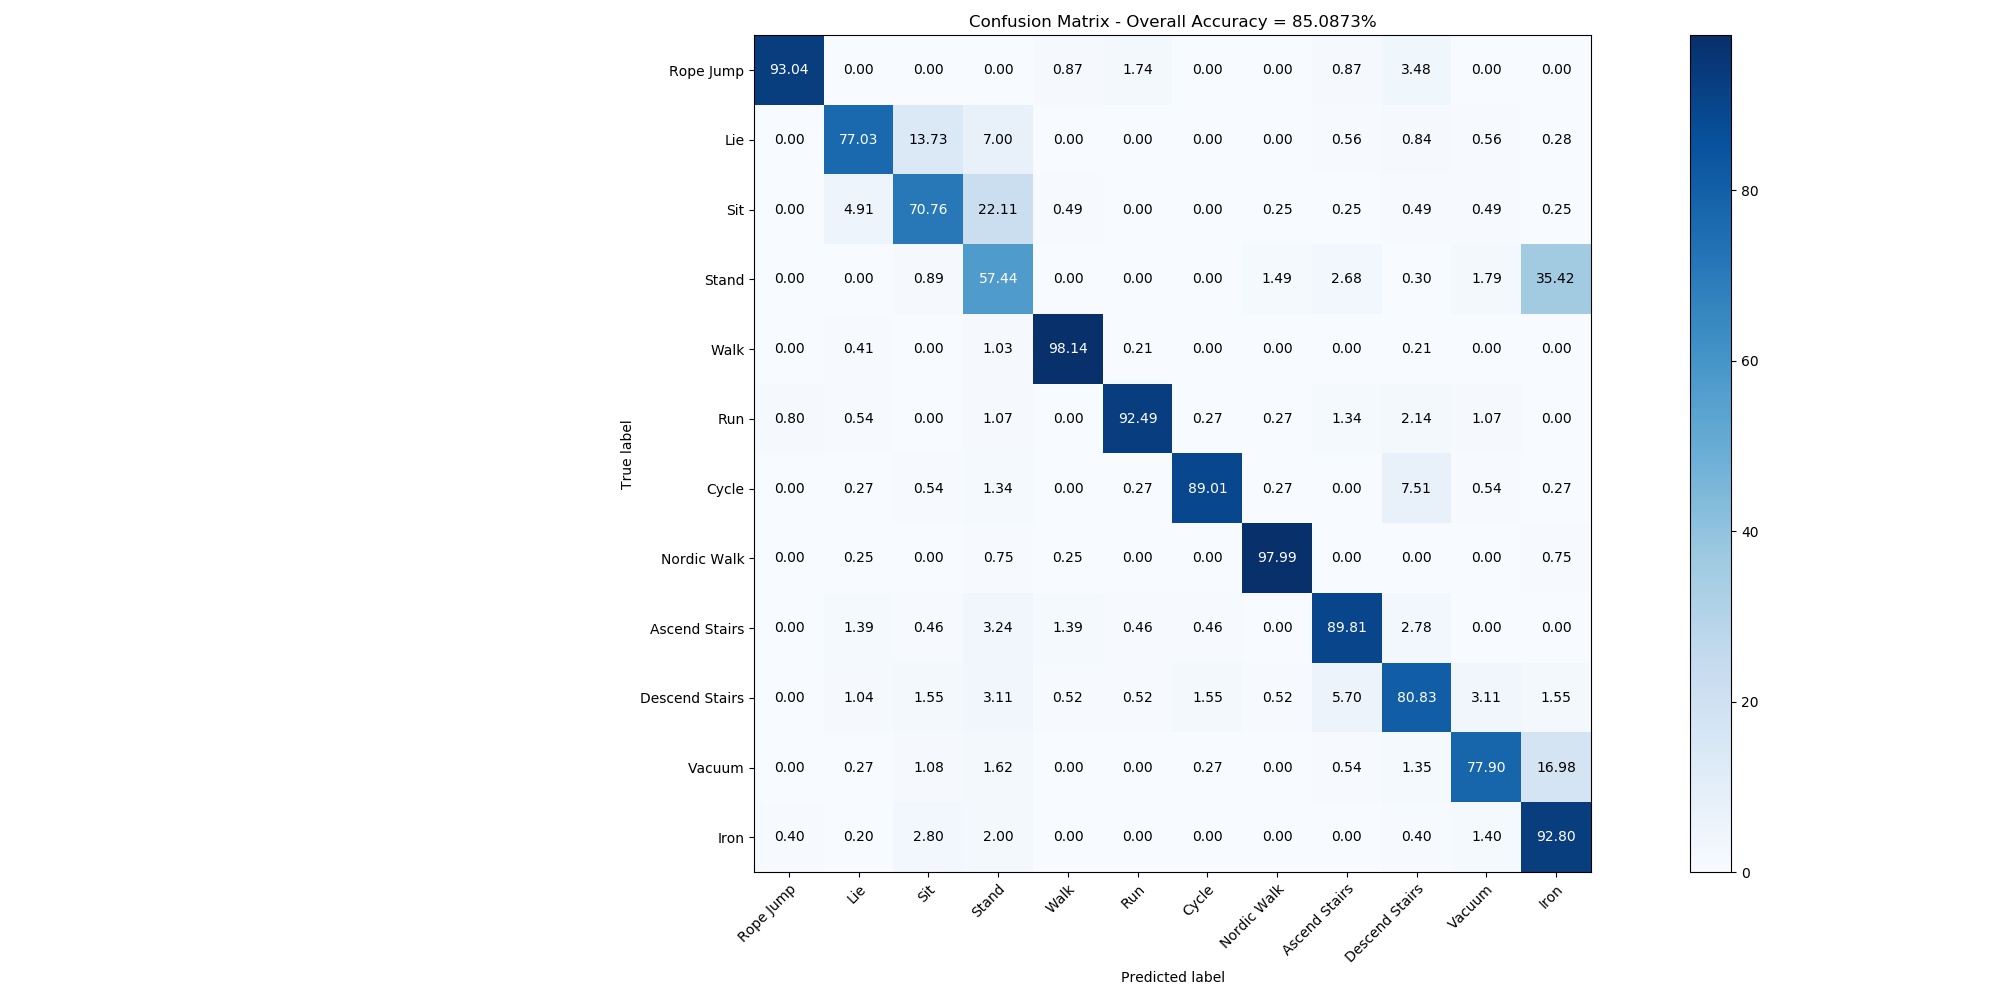 Confusion Matrix - Overall Accuracy = 85.0873%
Rope Jump 93.04 0.00 0.00 0.00 0.87 1.74 0.00 0.00 0.87 3.48 0.00 0.00
Lie 0.00 77.03 13.73 7.00 0.00 0.00 0.00 0.00 0.56 0.84 0.56 0.28
Sit 0.00 4.91 70.76 22.11 0.49 0.00 0.00 0.25 0.25 0.49 0.49 0.25
Stand 0.00 0.00 0.89 57.44 0.00 0.00 0.00 1.49 2.68 0.30 1.79 35.42
Walk 0.00 0.41 0.00 1.03 98.14 0.21 0.00 0.00 0.00 0.21 0.00 0.00
Run 0.80 0.54 0.00 1.07 0.00 92.49 0.27 0.27 1.34 2.14 1.07 0.00
Cycle 0.00 0.27 0.54 1.34 0.00 0.27 89.01 0.27 0.00 7.51 0.54 0.27
Nordic Walk 0.00 0.25 0.00 0.75 0.25 0.00 0.00 97.99 0.00 0.00 0.00 0.75
Ascend Stairs 0.00 1.39 0.46 3.24 1.39 0.46 0.46 0.00 89.81 2.78 0.00 0.00
Descend Stairs 0.00 1.04 1.55 3.11 0.52 0.52 1.55 0.52 5.70 80.83 3.11 1.55
Vacuum 0.00 0.27 1.08 1.62 0.00 0.00 0.27 0.00 0.54 1.35 77.90 16.98
Iron 0.40 0.20 2.80 2.00 0.00 0.00 0.00 0.00 0.00 0.40 1.40 92.80
True label
Rope Jump Lie Sit Stand Walk Run Cycle Nordic Walk Ascend Stairs Descend Stairs Vacuum Iron
Predicted label
80
60
40
20
0